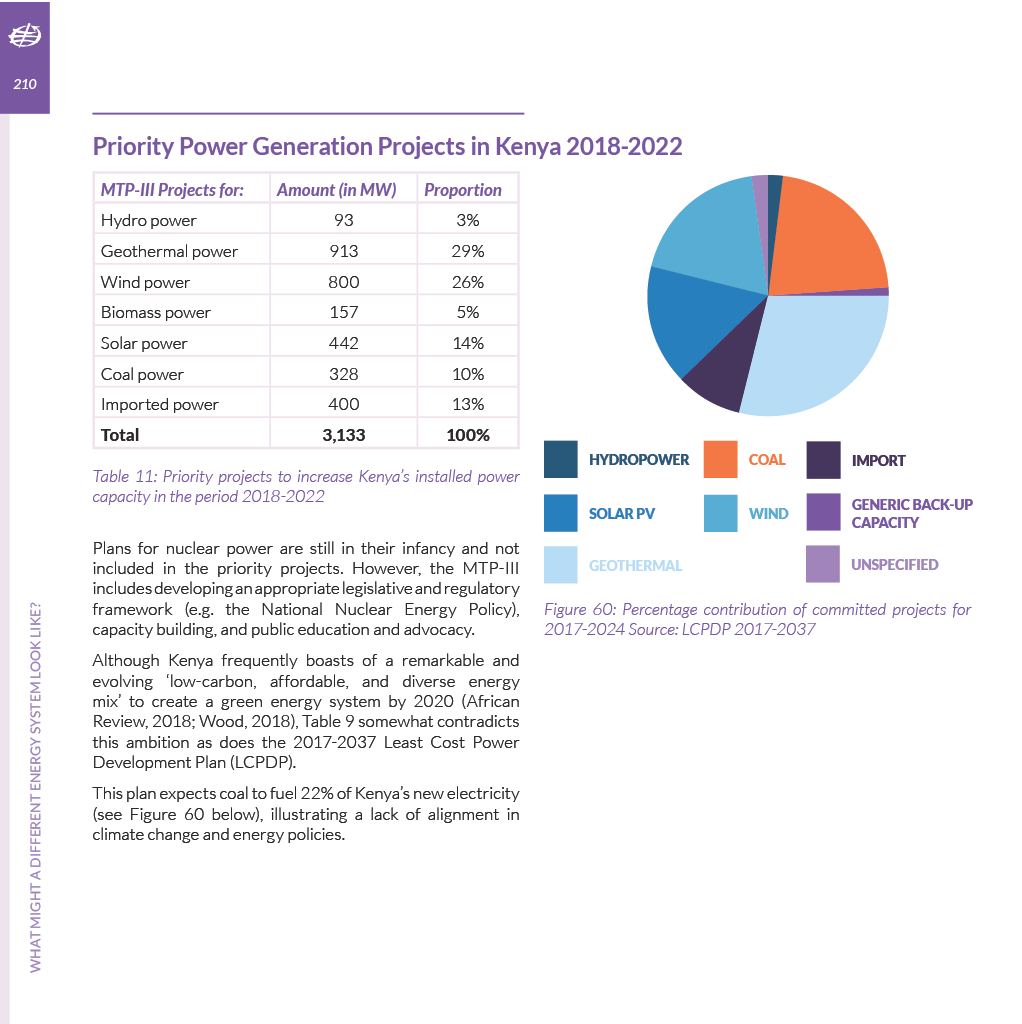 210
Priority Power Generation Projects in Kenya 2018-2022
MTP-III Projects for: Amount (in MW) Proportion
Hydro power 93 3%
Geothermal power 913 29%
Wind power 800 26%
Biomass power 157 5%
Solar power 442 14%
Coal power 328 10%
Imported power 400 13%
Total 3,133 100%
Table 11: Priority projects to increase Kenya's installed power
capacity in the period 2018-2022
Plans for nuclear power are still in their infancy and not
included in the priority projects. However, the MTP-III
includes developing an appropriate legislative and regulatory
framework (e.g. the National Nuclear Energy Policy),
capacity building, and public education and advocacy.
Although Kenya frequently boasts of a remarkable and
evolving ‘low-carbon, affordable, and diverse energy
mix’ to create a green energy system by 2020 (African
Review, 2018; Wood, 2018), Table 9 somewhat contradicts
this ambition as does the 2017-2037 Least Cost Power
Development Plan (LCPDP).
This plan expects coal to fuel 22% of Kenya's new electricity
(see Figure 60 below), illustrating a lack of alignment in
climate change and energy policies.
HYDROPOWER COAL IMPORT
SOLAR PV WIND GENERIC BACK-UP
CAPACITY
GEOTHERMAL UNSPECIFIED
Figure 60: Percentage contribution of committed projects for
2017-2024 Source: LCPDP 2017-2037
WHAT MIGHT A DIFFERENT ENERGY SYSTEM LOOK LIKE?